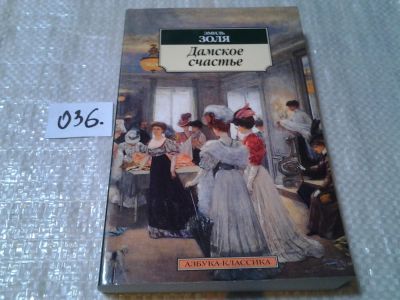 ЭМИЛЬ
ЗОЛЯ
Дамское
счастье
036.
АЗБУКА-КЛАССИКА